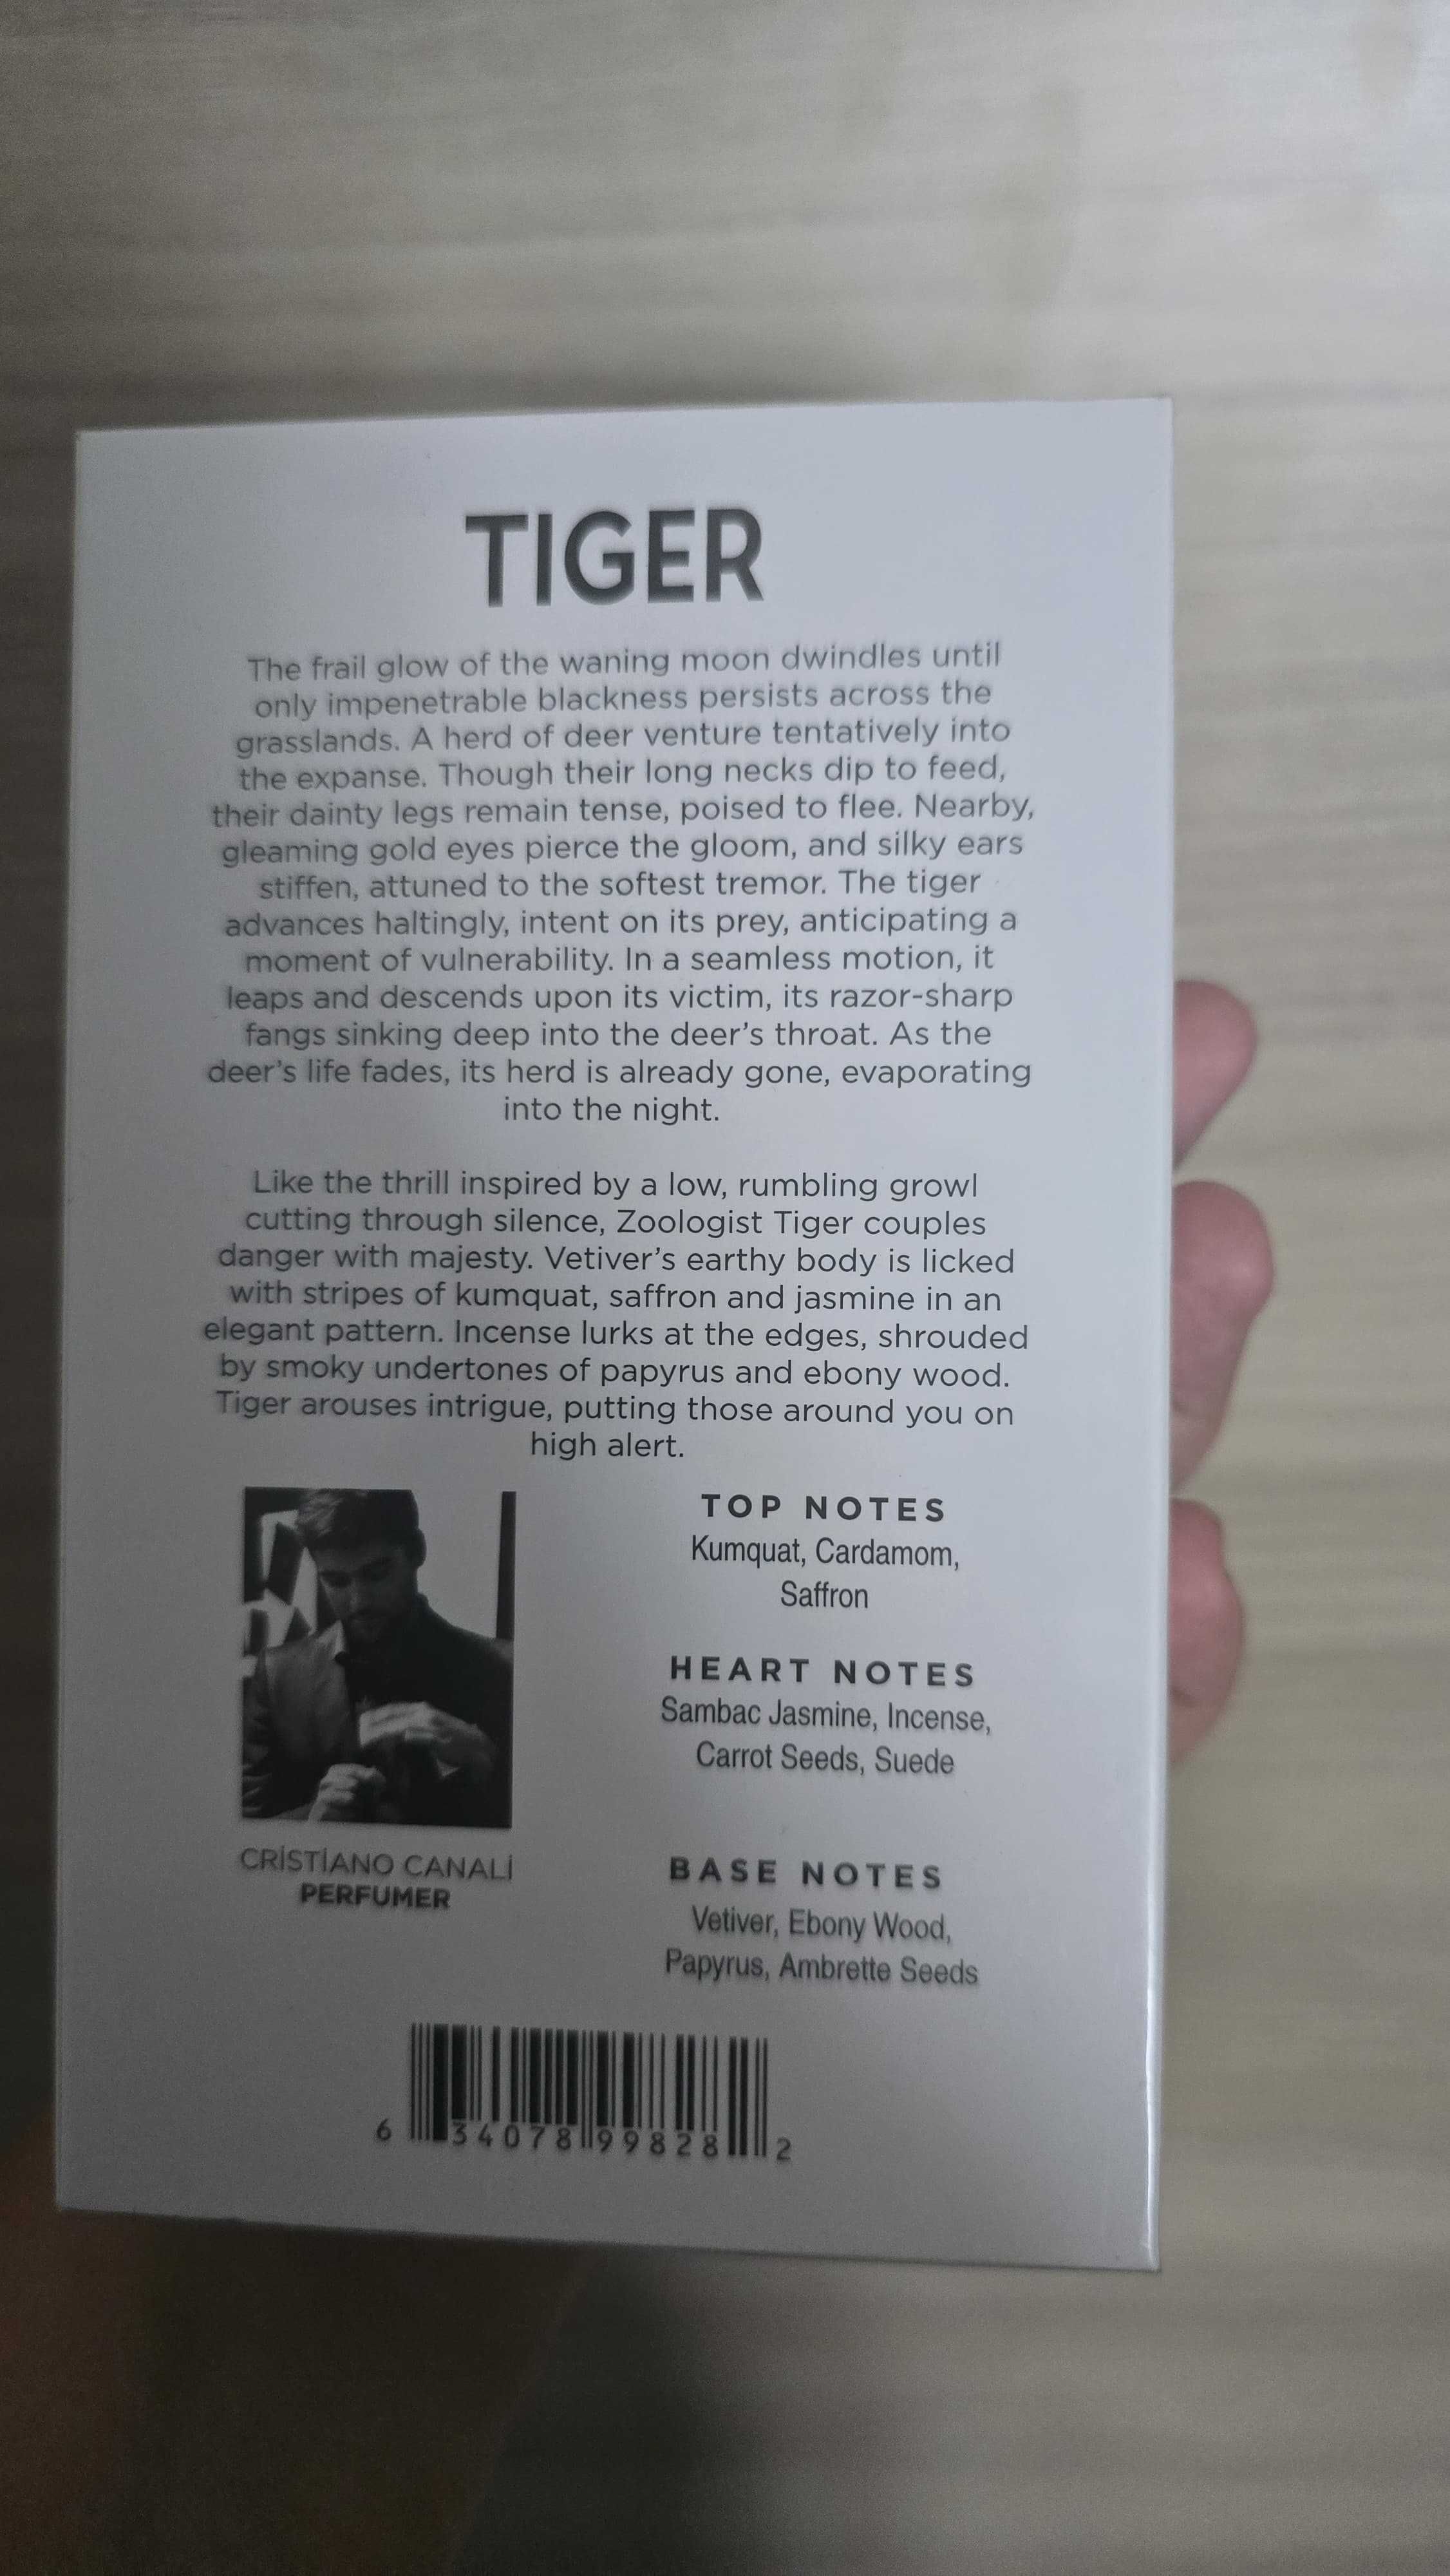 TIGER
The frail glow of the waning moon dwindles until
only impenetrable blackness persists across the
grasslands. A herd of deer venture tentatively into
the expanse. Though their long necks dip to feed,
their dainty legs remain tense, poised to flee. Nearby,
gleaming gold eyes pierce the gloom, and silky ears
stiffen, attuned to the softest tremor. The tiger
advances haltingly, intent on its prey, anticipating a
moment of vulnerability. In a seamless motion, it
leaps and descends upon its victim, its razor-sharp
fangs sinking deep into the deer’s throat. As the
deer’s life fades, its herd is already gone, evaporating
into the night.
Like the thrill inspired by a low, rumbling growl
cutting through silence, Zoologist Tiger couples
danger with majesty. Vetiver’s earthy body is licked
with stripes of kumquat, saffron and jasmine in an
elegant pattern. Incense lurks at the edges, shrouded
by smoky undertones of papyrus and ebony wood.
Tiger arouses intrigue, putting those around you on
high alert.
TOP NOTES
Kumquat, Cardamom,
Saffron
HEART NOTES
Sambac Jasmine, Incense,
Carrot Seeds, Suede
CRİSTİANO CANALİ
PERFUMER
BASE NOTES
Vetiver, Ebony Wood,
Papyrus, Ambrette Seeds
6 34078 99828 2